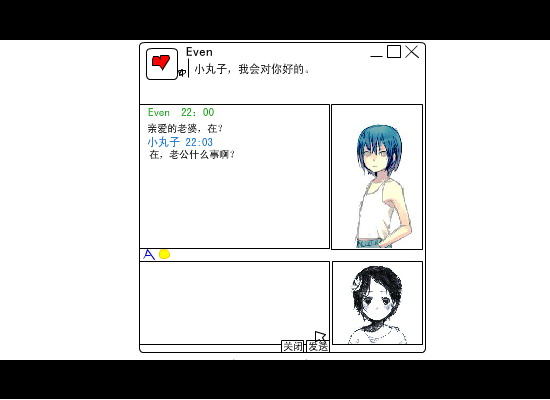 Even
小丸子，我会对你好的。
Even 22：00
亲爱的老婆，在？
小丸子 22:03
在，老公什么事啊？
A
关闭 发送